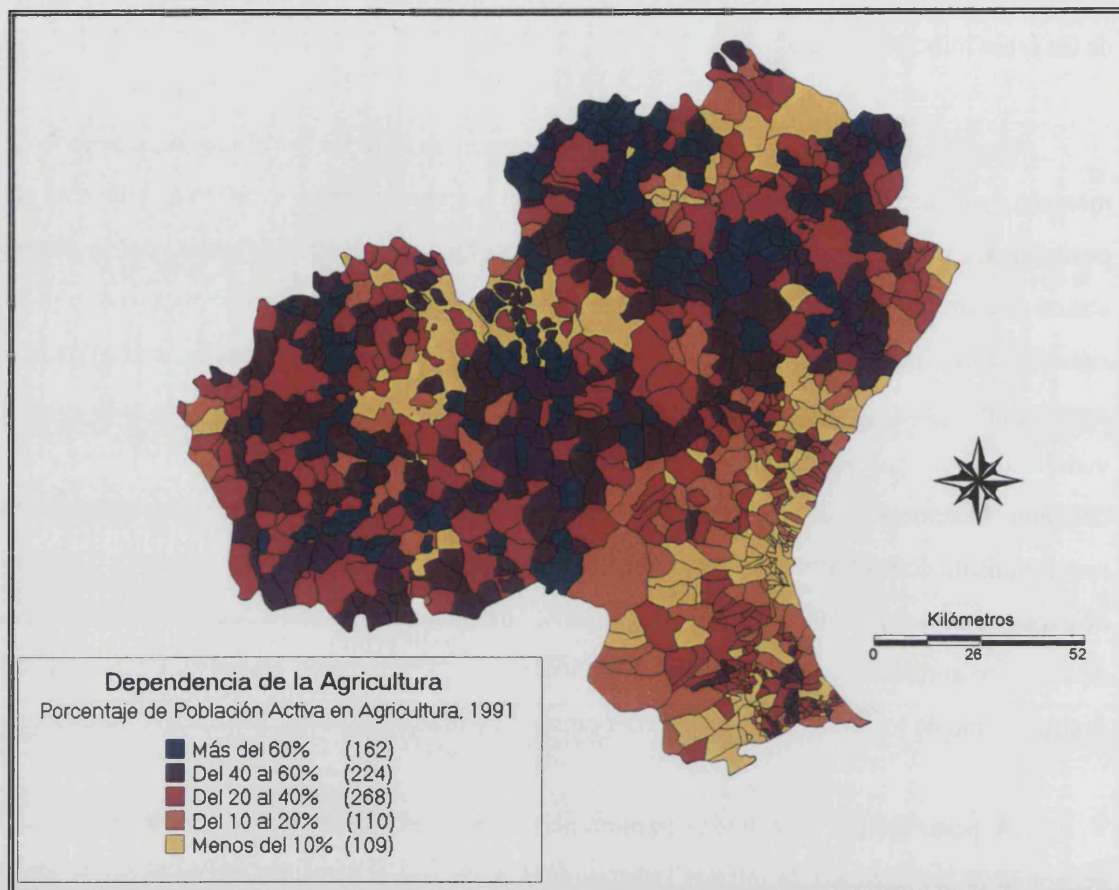 Kilómetros
0 26 52
Dependencia de la Agricultura
Porcentaje de Población Activa en Agricultura, 1991
Más del 60% (162)
Del 40 al 60% (224)
Del 20 al 40% (268)
Del 10 al 20% (110)
Menos del 10% (109)